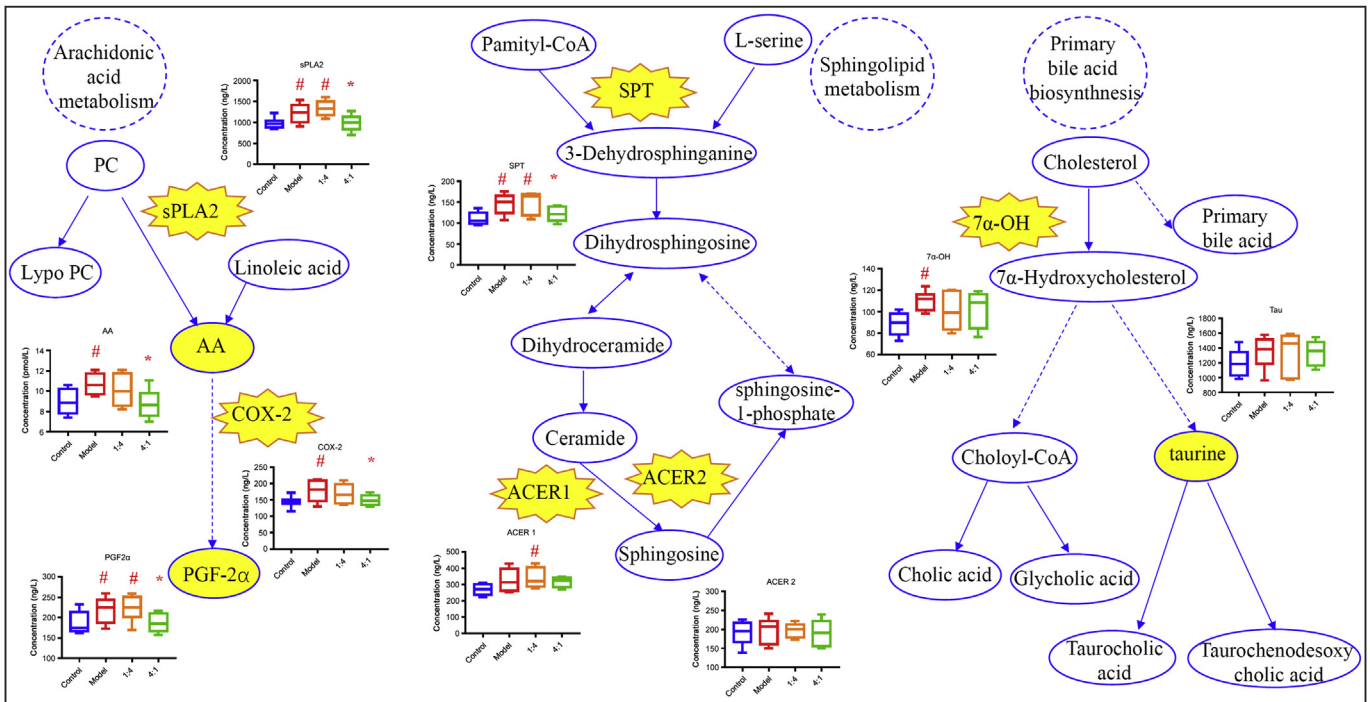 Arachidonic
acid
metabolism
PC
sPLA2
Lypo PC
Linoleic acid
AA
COX-2
PGF-2α
sPLA2
Concentration (ng/L)
2000
1500
1000
500
0
# # *
Control Model 1:4 4:1
AA
Concentration (pmol/L)
14
12
10
8
6
# *
Control Model 1:4 4:1
COX-2
Concentration (ng/L)
250
200
150
100
50
0
# *
Control Model 1:4 4:1
PGF2α
Concentration (ng/L)
300
250
200
150
100
# # *
Control Model 1:4 4:1
Pamityl-CoA
L-serine
Sphingolipid
metabolism
SPT
3-Dehydrosphinganine
Dihydrosphingosine
Dihydroceramide
sphingosine-
1-phosphate
Ceramide
ACER1
ACER2
Sphingosine
SPT
Concentration (ng/L)
200
150
100
50
0
# # *
Control Model 1:4 4:1
ACER 1
Concentration (ng/L)
500
400
300
200
100
0
#
Control Model 1:4 4:1
ACER 2
Concentration (ng/L)
300
250
200
150
100
Control Model 1:4 4:1
Primary
bile acid
biosynthnesis
Cholesterol
7α-OH
Primary
bile acid
7α-Hydroxycholesterol
Choloyl-CoA
taurine
Cholic acid
Glycholic acid
Taurocholic
acid
Taurochenodesoxy
cholic acid
7α-OH
Concentration (ng/L)
140
120
100
80
60
#
Control Model 1:4 4:1
Tau
Concentration (ng/L)
1800
1600
1400
1200
1000
800
Control Model 1:4 4:1